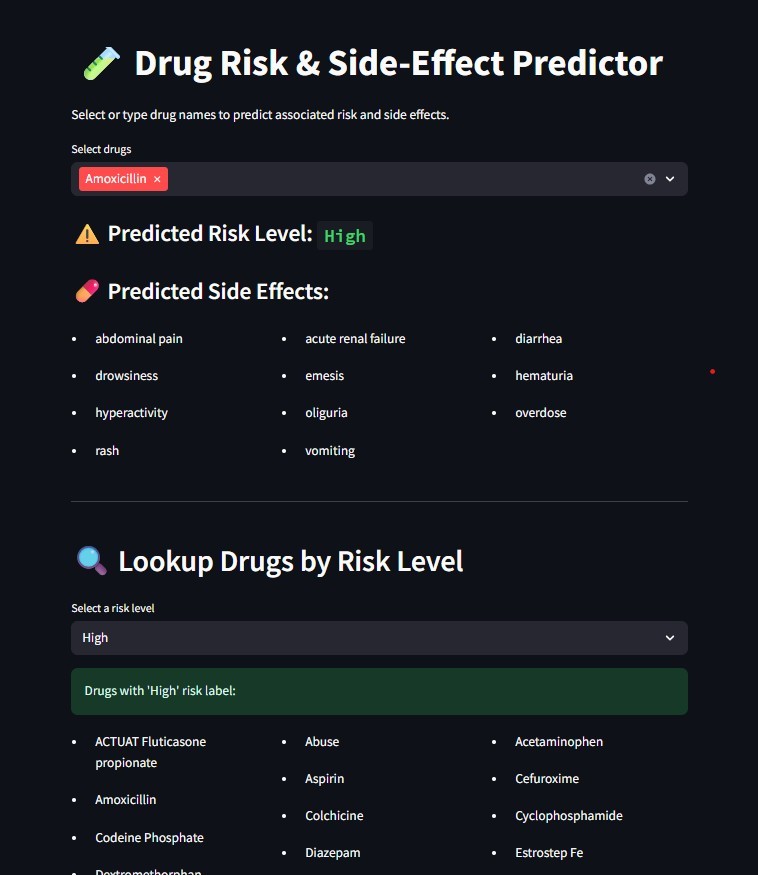 Drug Risk & Side-Effect Predictor
Select or type drug names to predict associated risk and side effects.
Select drugs
Amoxicillin ×
Predicted Risk Level: High
Predicted Side Effects:
• abdominal pain
• acute renal failure
• diarrhea
• drowsiness
• emesis
• hematuria
• hyperactivity
• oliguria
• overdose
• rash
• vomiting
Lookup Drugs by Risk Level
Select a risk level
High
Drugs with 'High' risk label:
• ACTUAT Fluticasone
propionate
• Abuse
• Acetaminophen
• Amoxicillin
• Aspirin
• Cefuroxime
• Codeine Phosphate
• Colchicine
• Cyclophosphamide
• Dextromethorphan
• Diazepam
• Estrostep Fe